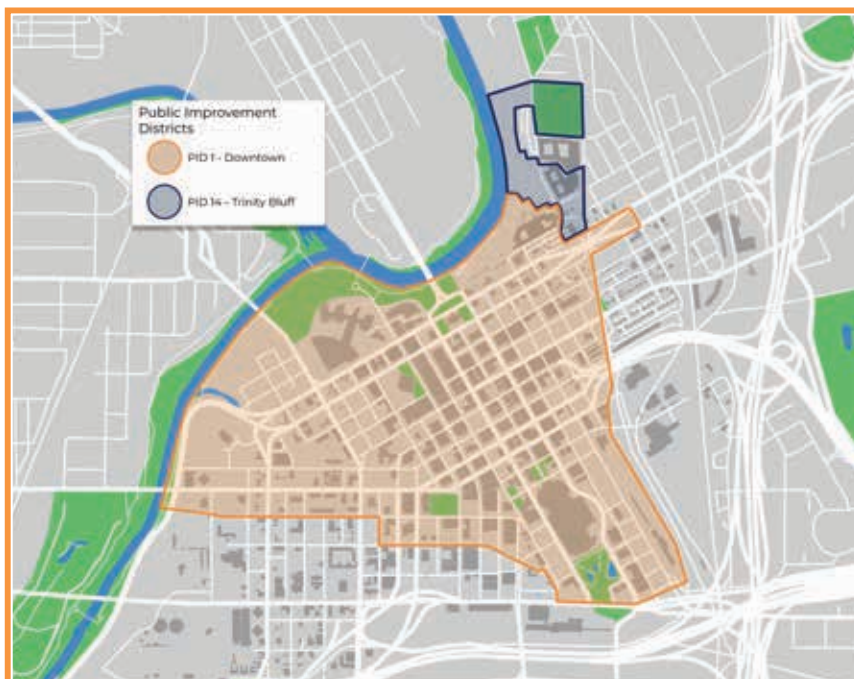 Public Improvement
Districts
PID 1 - Downtown
PID 14 - Trinity Bluff